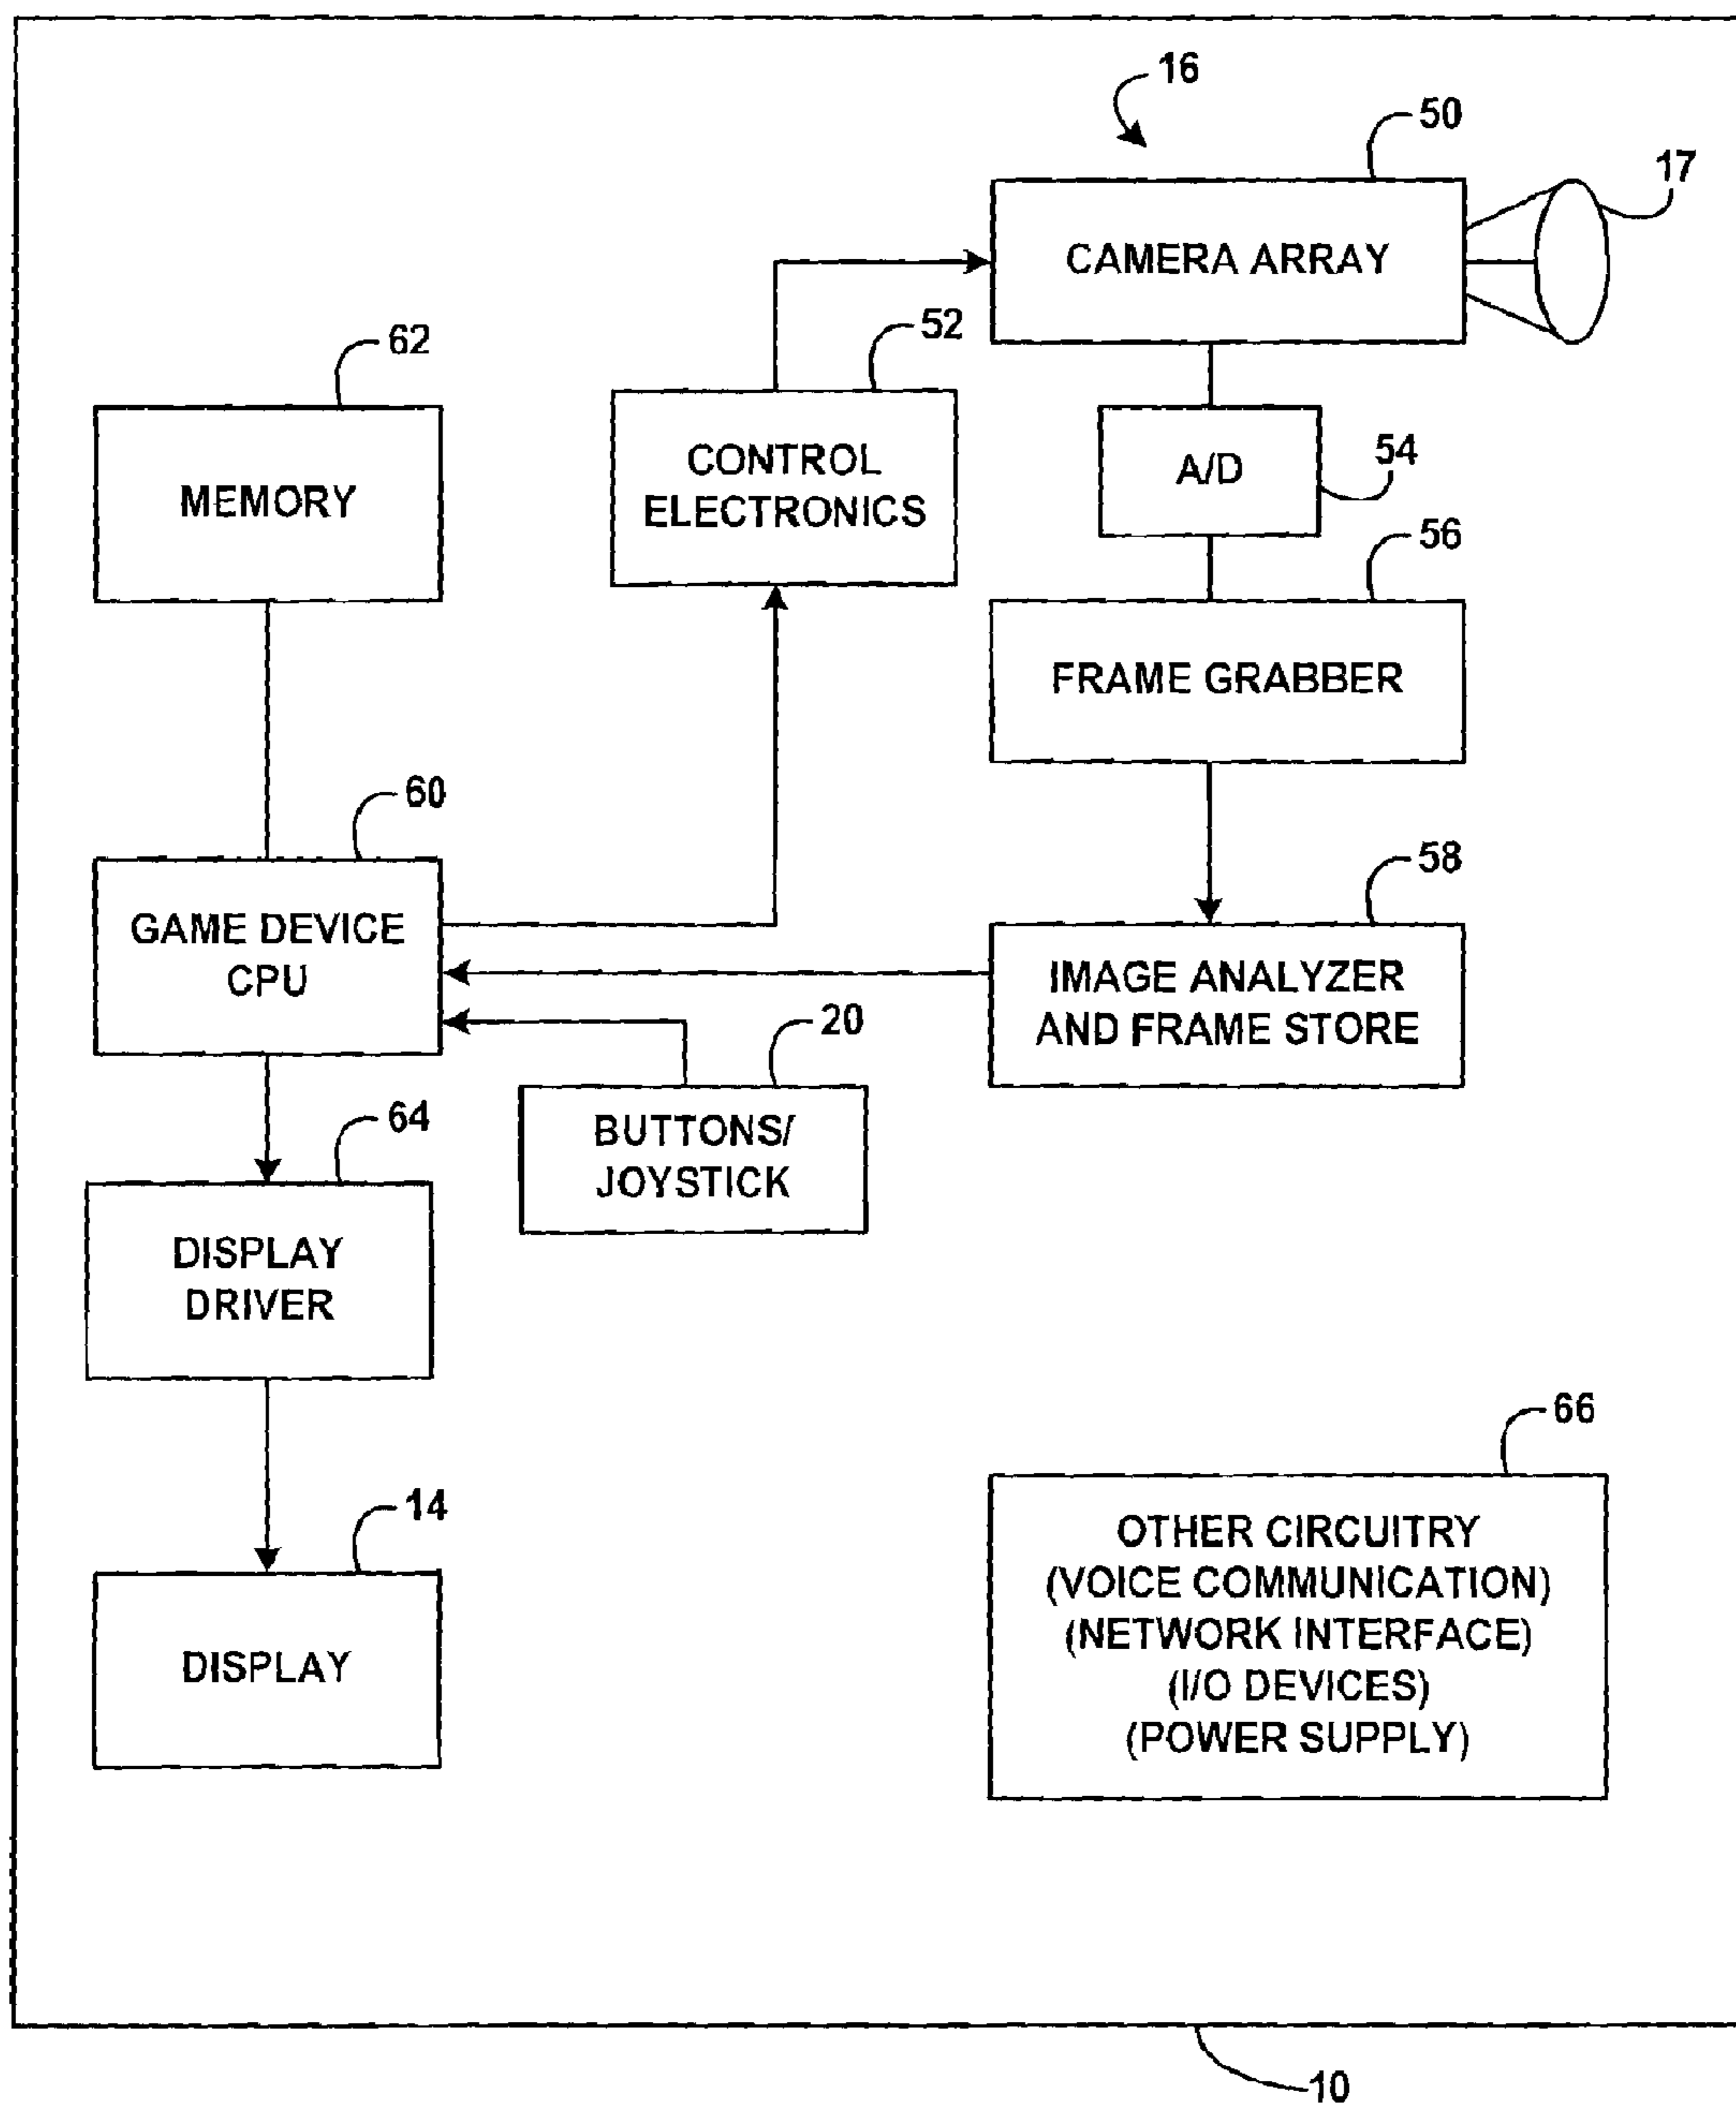 16
50
17
CAMERA ARRAY
52
62
CONTROL
ELECTRONICS
A/D
54
MEMORY
56
FRAME GRABBER
60
58
GAME DEVICE
CPU
IMAGE ANALYZER
AND FRAME STORE
20
BUTTONS/
JOYSTICK
64
DISPLAY
DRIVER
66
14
OTHER CIRCUITRY
(VOICE COMMUNICATION)
(NETWORK INTERFACE)
(I/O DEVICES)
(POWER SUPPLY)
DISPLAY
10